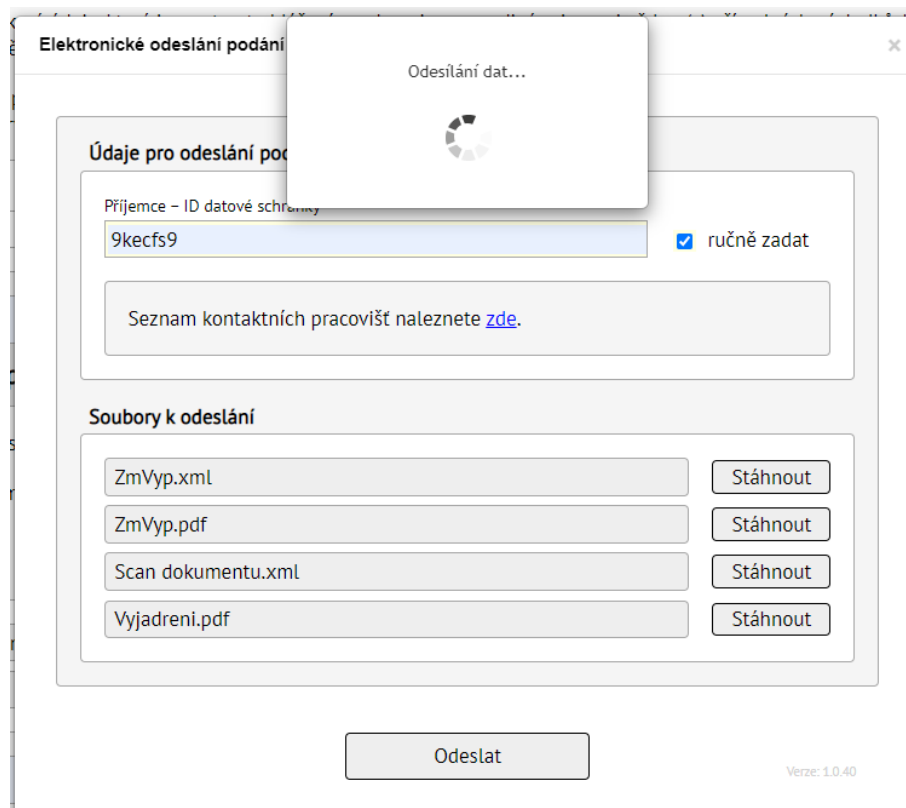 Elektronické odeslání podání
×
Odesílání dat...
Údaje pro odeslání
Příjemce – ID datové schránky
9kecfs9
ručně zadat
Seznam kontaktních pracovišť naleznete zde.
Soubory k odeslání
ZmVyp.xml
Stáhnout
ZmVyp.pdf
Stáhnout
Scan dokumentu.xml
Stáhnout
Vyjadreni.pdf
Stáhnout
Odeslat
Verze: 1.0.40